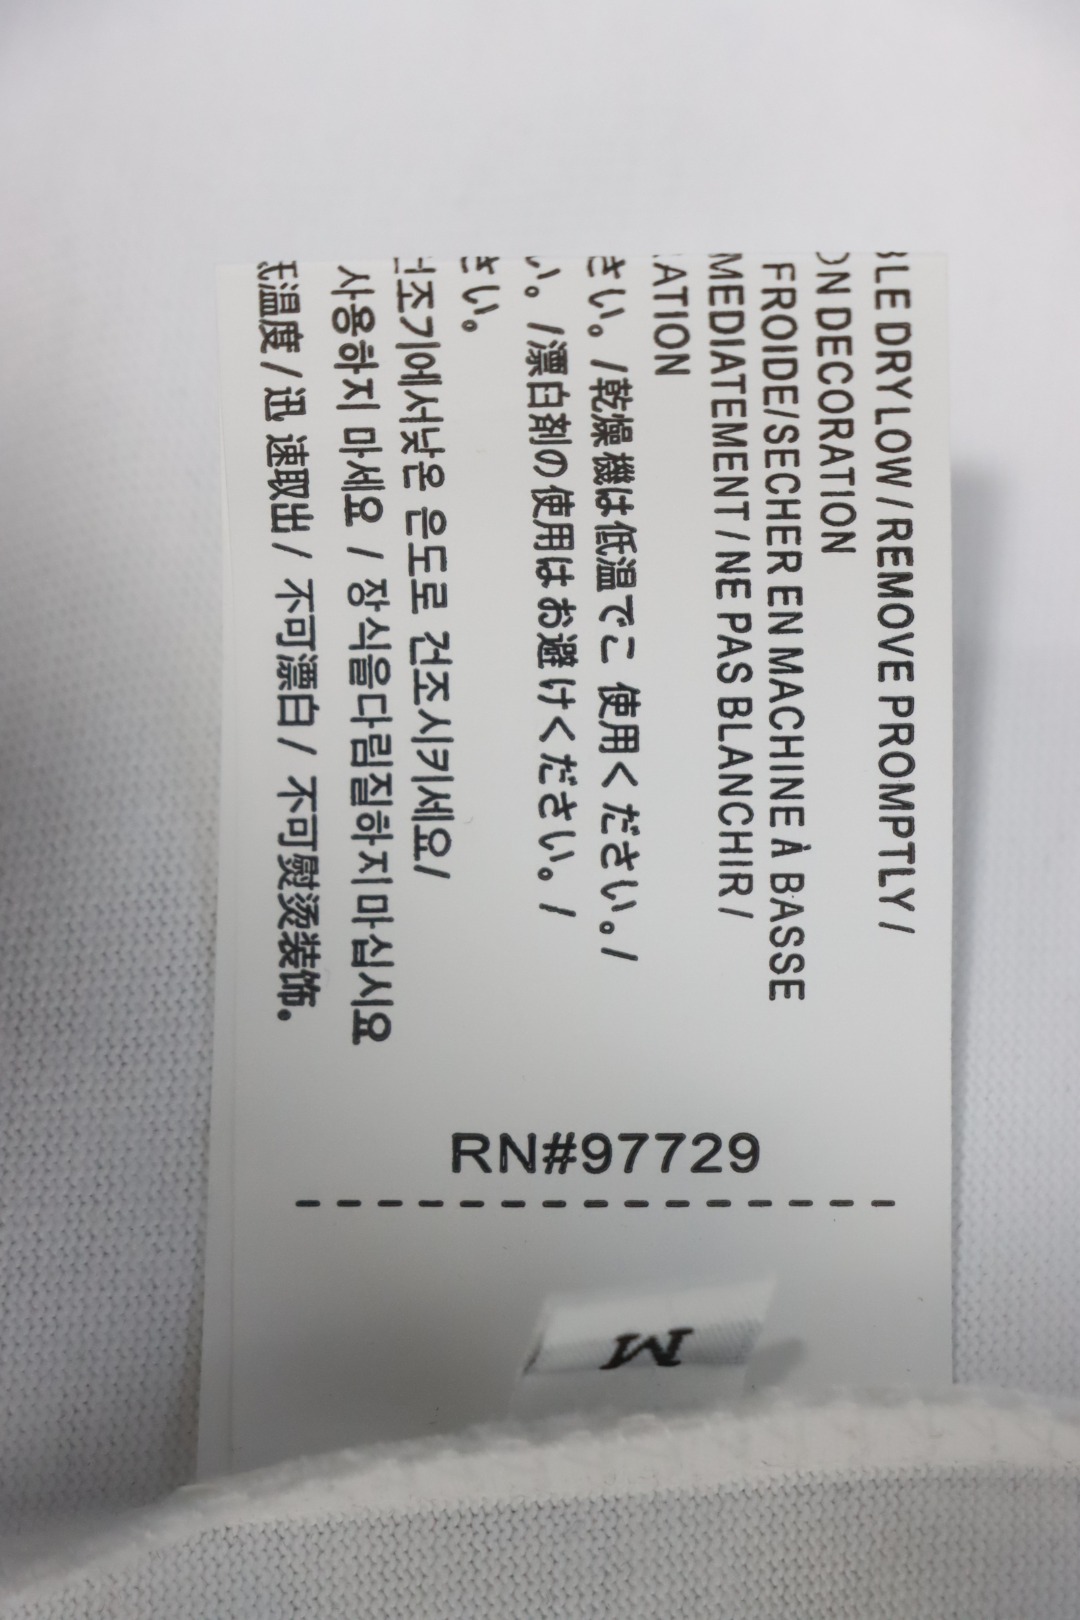 DRY LOW / REMOVE PROMPTLY /
DECORATION
FROIDE/SECHER EN MACHINE À BASSE
MEDIATEMENT / NE PAS BLANCHIR /
ATION
さい。/乾燥機は低温でこ 使用ください。/
い。/漂白剤の使用はお避けください。/
さい。
건조기에서낮은 온도로 건조시키세요/
사용하지 마세요 / 장식을다림질하지마십시요
低温度 / 迅 速取出 / 不可漂白 / 不可熨烫装饰。
RN#97729
M